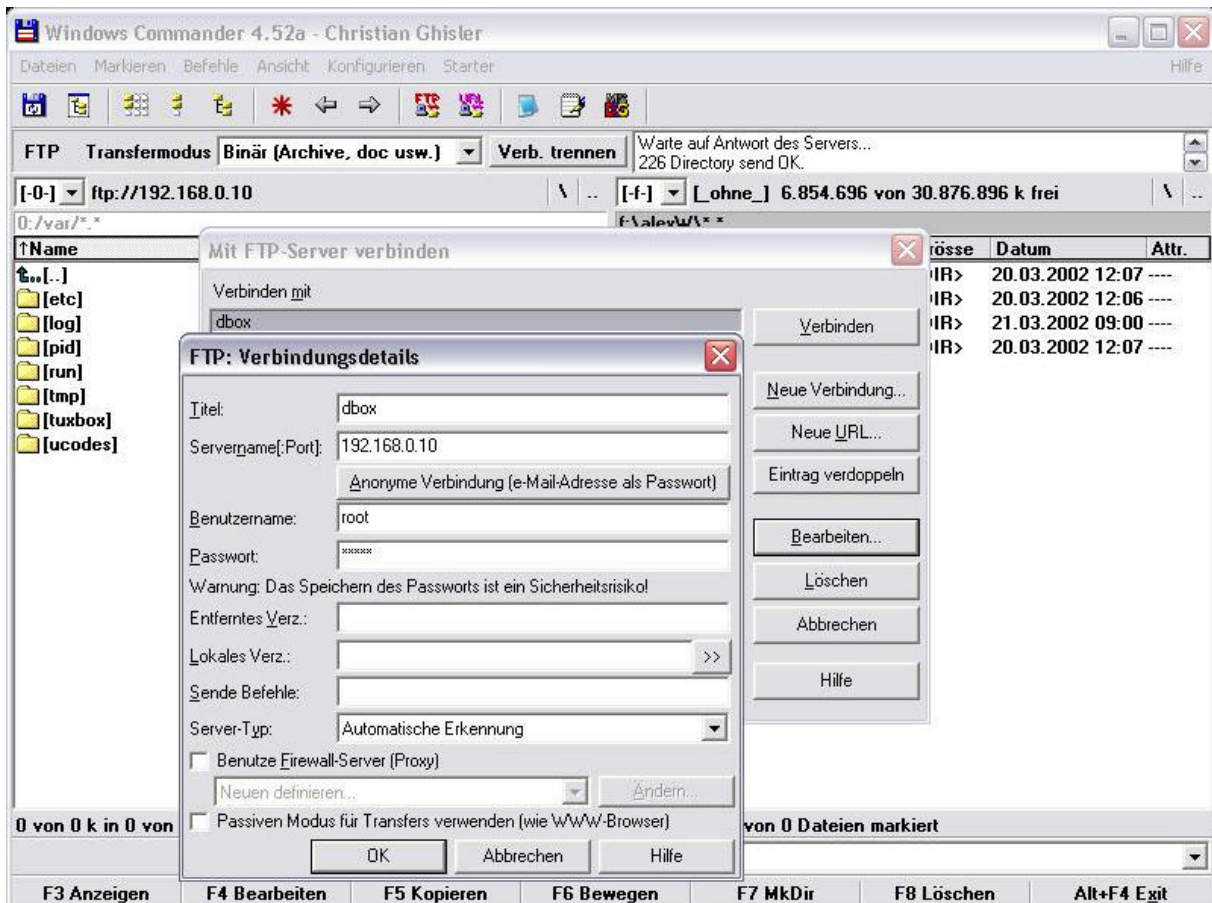 Windows Commander 4.52a - Christian Ghisler
Dateien Markieren Befehle Ansicht Konfigurieren Starter Hilfe
FTP Transfermodus Binär (Archive, doc usw.) Verb. trennen
Warte auf Antwort des Servers...
226 Directory send OK.
[-0-] ftp://192.168.0.10 \ ..
[-f-] [_ohne_] 6.854.696 von 30.876.896 k frei \ ..
0:/var/*.*
f:\alexW\*.*
↑Name
[..]
[etc]
[log]
[pid]
[run]
[tmp]
[tuxbox]
[ucodes]
rösse Datum Attr.
IR> 20.03.2002 12:07 ----
IR> 20.03.2002 12:06 ----
IR> 21.03.2002 09:00 ----
IR> 20.03.2002 12:07 ----
Mit FTP-Server verbinden
Verbinden mit
dbox
Verbinden
Neue Verbindung...
Neue URL...
Eintrag verdoppeln
Bearbeiten...
Löschen
Abbrechen
Hilfe
FTP: Verbindungsdetails
Titel: dbox
Servername[:Port]: 192.168.0.10
Anonyme Verbindung (e-Mail-Adresse als Passwort)
Benutzername: root
Passwort: *****
Warnung: Das Speichern des Passworts ist ein Sicherheitsrisiko!
Entferntes Verz.:
Lokales Verz.: >>
Sende Befehle:
Server-Typ: Automatische Erkennung
Benutze Firewall-Server (Proxy)
Neuen definieren... Ändern...
Passiven Modus für Transfers verwenden (wie WWW-Browser)
OK Abbrechen Hilfe
0 von 0 k in 0 von
von 0 Dateien markiert
F3 Anzeigen F4 Bearbeiten F5 Kopieren F6 Bewegen F7 MkDir F8 Löschen Alt+F4 Exit